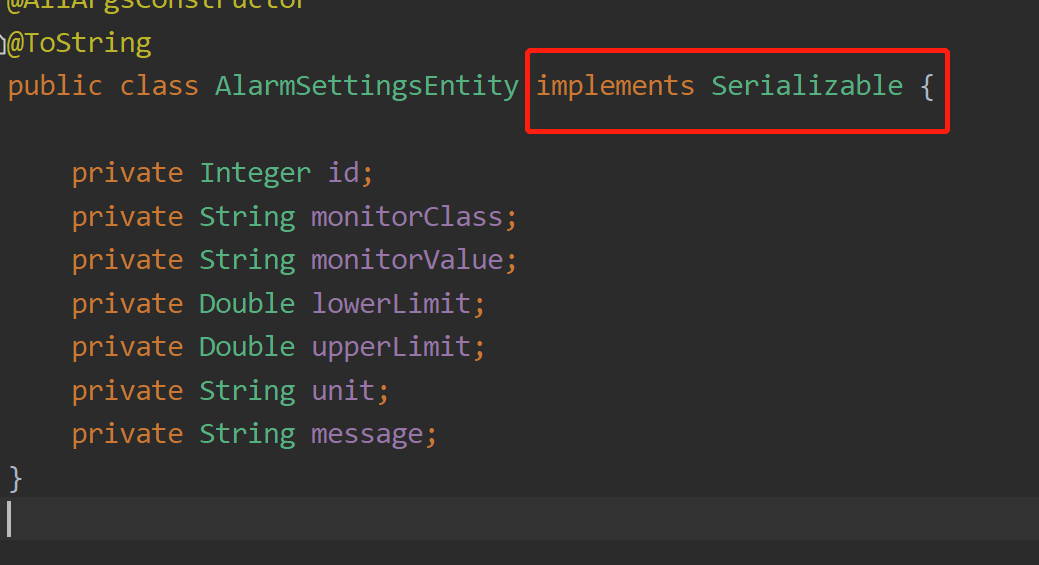 @AllArgsConstructor
@ToString
public class AlarmSettingsEntity implements Serializable {
private Integer id;
private String monitorClass;
private String monitorValue;
private Double lowerLimit;
private Double upperLimit;
private String unit;
private String message;
}